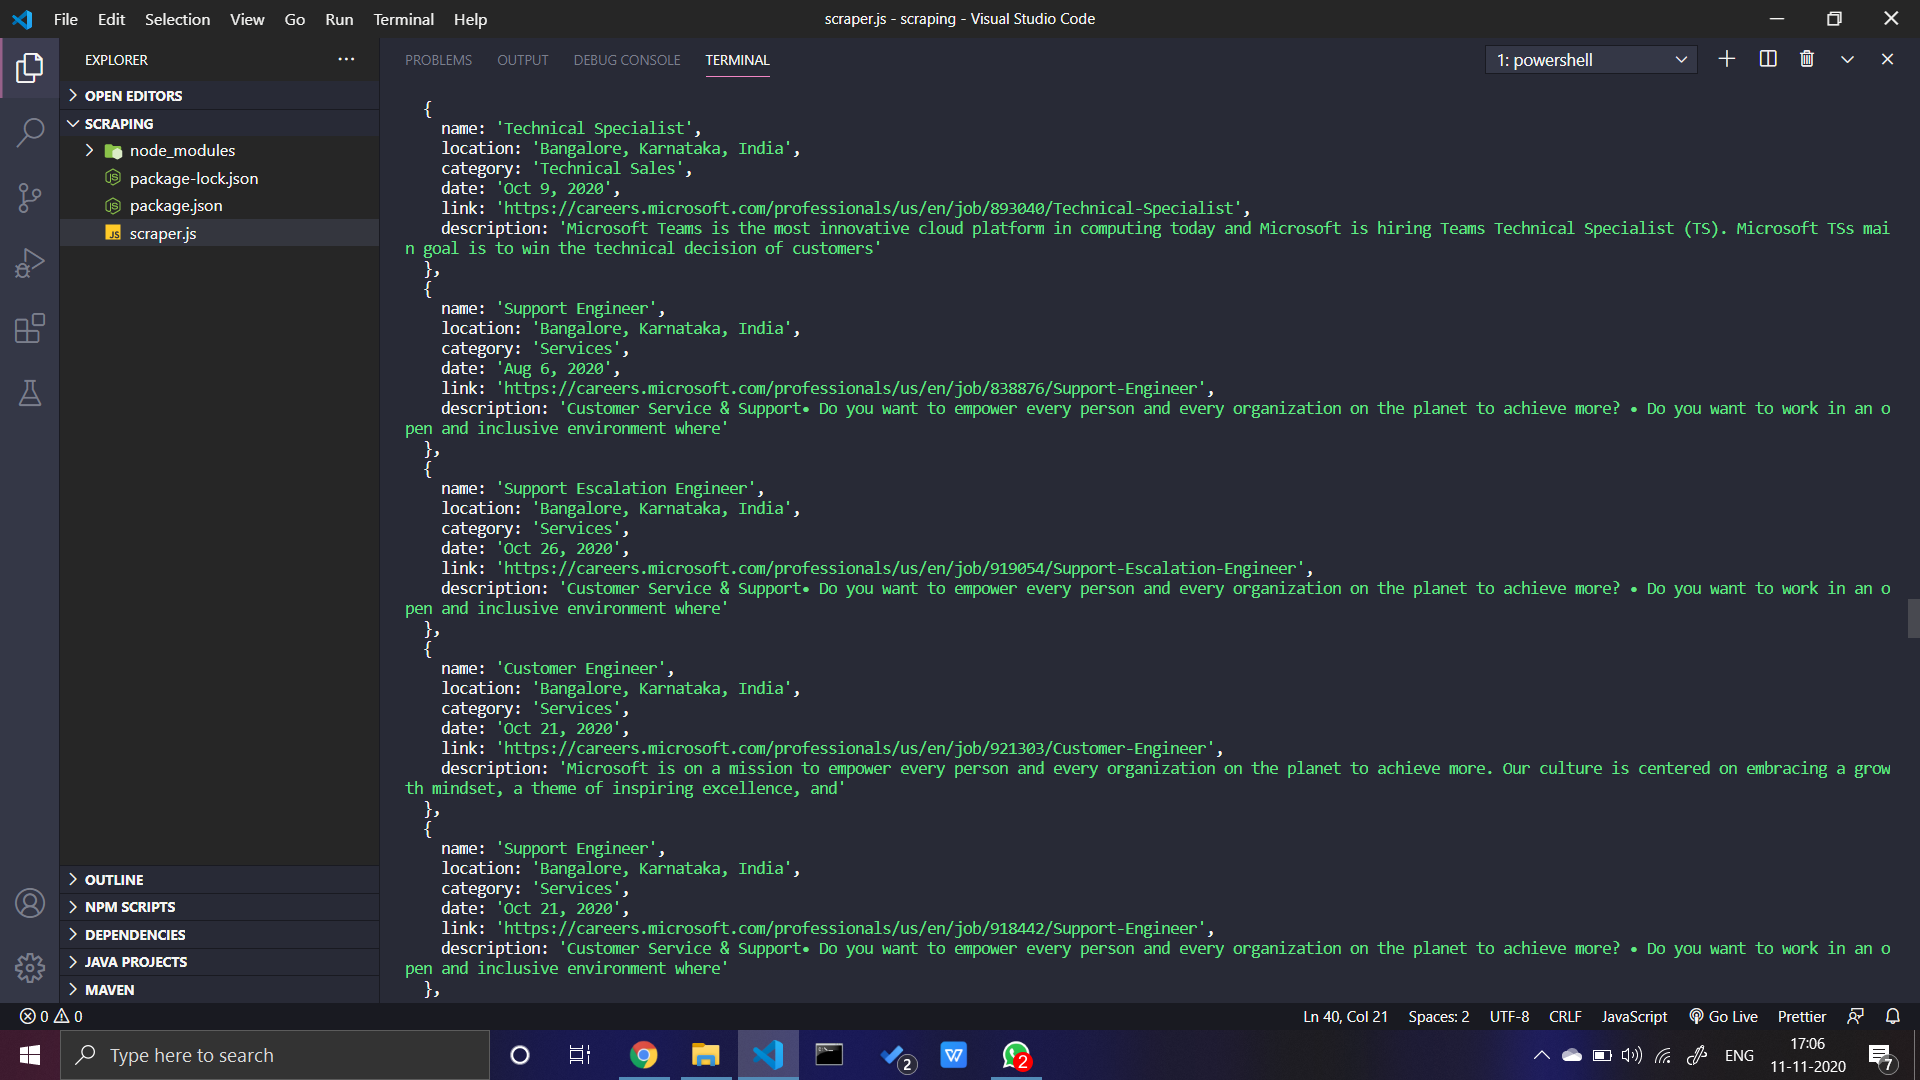 File Edit Selection View Go Run Terminal Help
scraper.js - scraping - Visual Studio Code
EXPLORER
OPEN EDITORS
SCRAPING
node_modules
package-lock.json
package.json
JS scraper.js
OUTLINE
NPM SCRIPTS
DEPENDENCIES
JAVA PROJECTS
MAVEN
PROBLEMS OUTPUT DEBUG CONSOLE TERMINAL
1: powershell
{
name: 'Technical Specialist',
location: 'Bangalore, Karnataka, India',
category: 'Technical Sales',
date: 'Oct 9, 2020',
link: 'https://careers.microsoft.com/professionals/us/en/job/893040/Technical-Specialist',
description: 'Microsoft Teams is the most innovative cloud platform in computing today and Microsoft is hiring Teams Technical Specialist (TS). Microsoft TSs mai
n goal is to win the technical decision of customers'
},
{
name: 'Support Engineer',
location: 'Bangalore, Karnataka, India',
category: 'Services',
date: 'Aug 6, 2020',
link: 'https://careers.microsoft.com/professionals/us/en/job/838876/Support-Engineer',
description: 'Customer Service & Support• Do you want to empower every person and every organization on the planet to achieve more? • Do you want to work in an o
pen and inclusive environment where'
},
{
name: 'Support Escalation Engineer',
location: 'Bangalore, Karnataka, India',
category: 'Services',
date: 'Oct 26, 2020',
link: 'https://careers.microsoft.com/professionals/us/en/job/919054/Support-Escalation-Engineer',
description: 'Customer Service & Support• Do you want to empower every person and every organization on the planet to achieve more? • Do you want to work in an o
pen and inclusive environment where'
},
{
name: 'Customer Engineer',
location: 'Bangalore, Karnataka, India',
category: 'Services',
date: 'Oct 21, 2020',
link: 'https://careers.microsoft.com/professionals/us/en/job/921303/Customer-Engineer',
description: 'Microsoft is on a mission to empower every person and every organization on the planet to achieve more. Our culture is centered on embracing a grow
th mindset, a theme of inspiring excellence, and'
},
{
name: 'Support Engineer',
location: 'Bangalore, Karnataka, India',
category: 'Services',
date: 'Oct 21, 2020',
link: 'https://careers.microsoft.com/professionals/us/en/job/918442/Support-Engineer',
description: 'Customer Service & Support• Do you want to empower every person and every organization on the planet to achieve more? • Do you want to work in an o
pen and inclusive environment where'
},
0 0
Ln 40, Col 21 Spaces: 2 UTF-8 CRLF JavaScript Go Live Prettier
Type here to search
2
W
2
ENG
17:06
11-11-2020
7